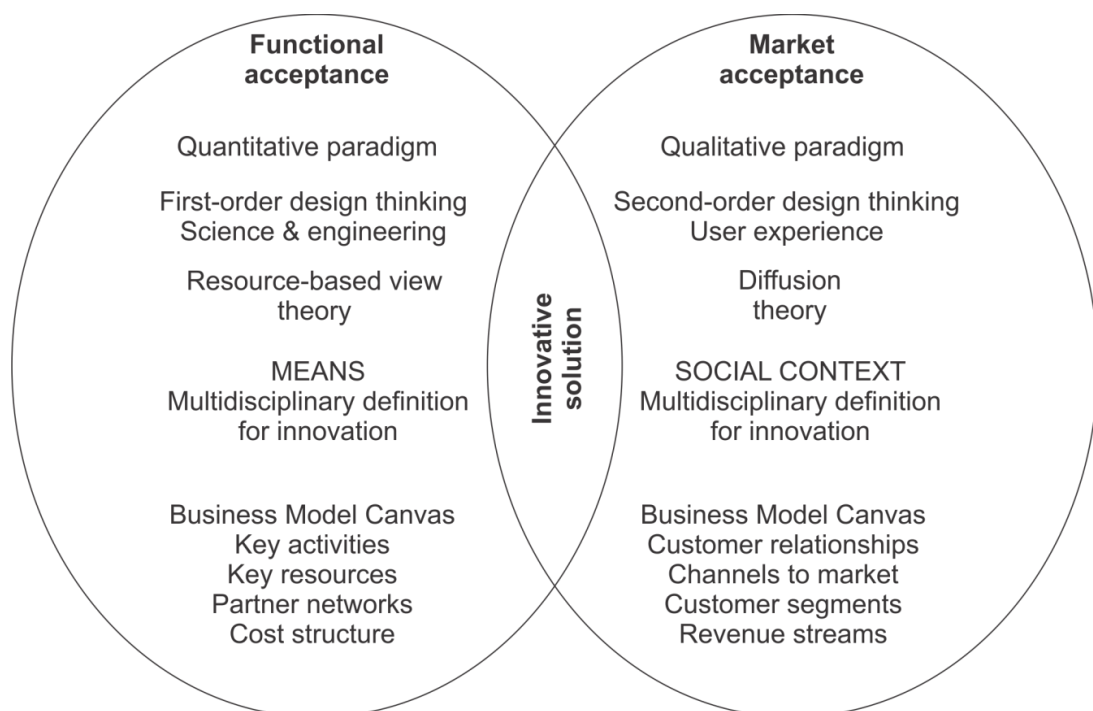 Functional
acceptance
Quantitative paradigm
First-order design thinking
Science & engineering
Resource-based view
theory
MEANS
Multidisciplinary definition
for innovation
Business Model Canvas
Key activities
Key resources
Partner networks
Cost structure
Innovative
solution
Market
acceptance
Qualitative paradigm
Second-order design thinking
User experience
Diffusion
theory
SOCIAL CONTEXT
Multidisciplinary definition
for innovation
Business Model Canvas
Customer relationships
Channels to market
Customer segments
Revenue streams